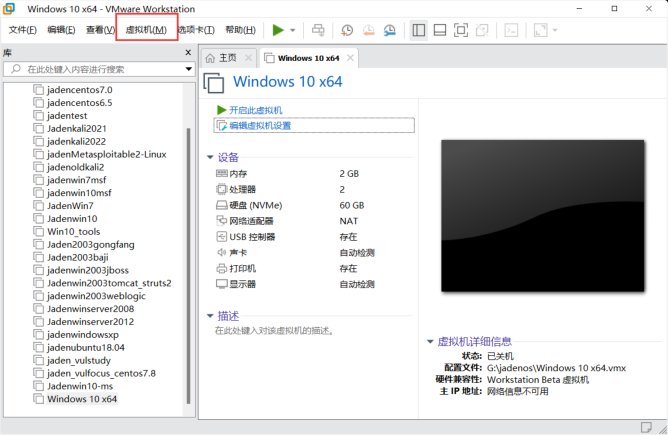 Windows 10 x64 - VMware Workstation
文件(F) 编辑(E) 查看(V) 虚拟机(M) 选项卡(T) 帮助(H)
库
在此处键入内容进行搜索
jadencentos7.0
jadencentos6.5
jadentest
Jadenkali2021
jadenkali2022
jadenMetasploitable2-Linux
jadenoldkali2
jadenwin7msf
jadenwin10msf
JadenWin7
Jadenwin10
Win10_tools
Jaden2003gongfang
Jaden2003baji
jadenwin2003jboss
Jadenwin2003tomcat_struts2
Jadenwin2003weblogic
Jadenwinserver2008
Jadenwinserver2012
jadenwindowsxp
jadenubuntu18.04
jaden_vulstudy
jaden_vulfocus_centos7.8
Jadenwin10-ms
Windows 10 x64
主页 Windows 10 x64
Windows 10 x64
开启此虚拟机
编辑虚拟机设置
设备
内存 2 GB
处理器 2
硬盘 (NVMe) 60 GB
网络适配器 NAT
USB 控制器 存在
声卡 自动检测
打印机 存在
显示器 自动检测
描述
在此处键入对该虚拟机的描述。
虚拟机详细信息
状态: 已关机
配置文件: G:\jadenos\Windows 10 x64.vmx
硬件兼容性: Workstation Beta 虚拟机
主 IP 地址: 网络信息不可用